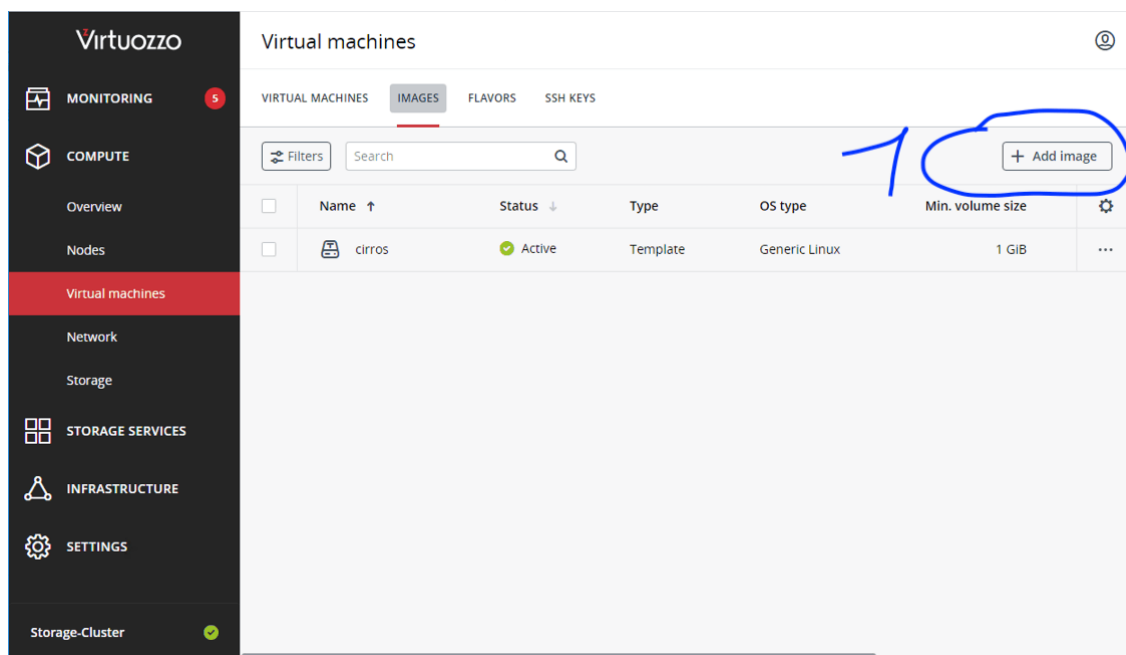 Virtuozzo
MONITORING 5
COMPUTE
Overview
Nodes
Virtual machines
Network
Storage
STORAGE SERVICES
INFRASTRUCTURE
SETTINGS
Storage-Cluster
Virtual machines
VIRTUAL MACHINES IMAGES FLAVORS SSH KEYS
Filters Search 1 + Add image
Name ↑ Status ↓ Type OS type Min. volume size
cirros Active Template Generic Linux 1 GiB ...